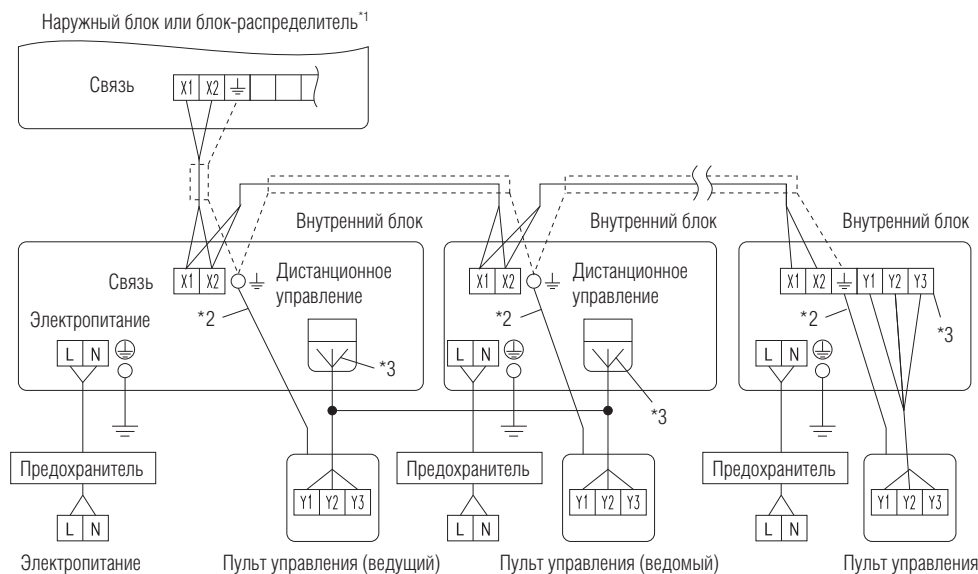 Наружный блок или блок-распределитель*1
Связь X1 X2
Внутренний блок Внутренний блок Внутренний блок
Связь X1 X2 Дистанционное управление X1 X2 Дистанционное управление X1 X2 Y1 Y2 Y3
*2 *2 *2 *3
Электропитание
L N *3 L N *3 L N
Предохранитель Предохранитель Предохранитель
Y1 Y2 Y3 Y1 Y2 Y3 Y1 Y2 Y3
L N L N L N
Электропитание Пульт управления (ведущий) Пульт управления (ведомый) Пульт управления